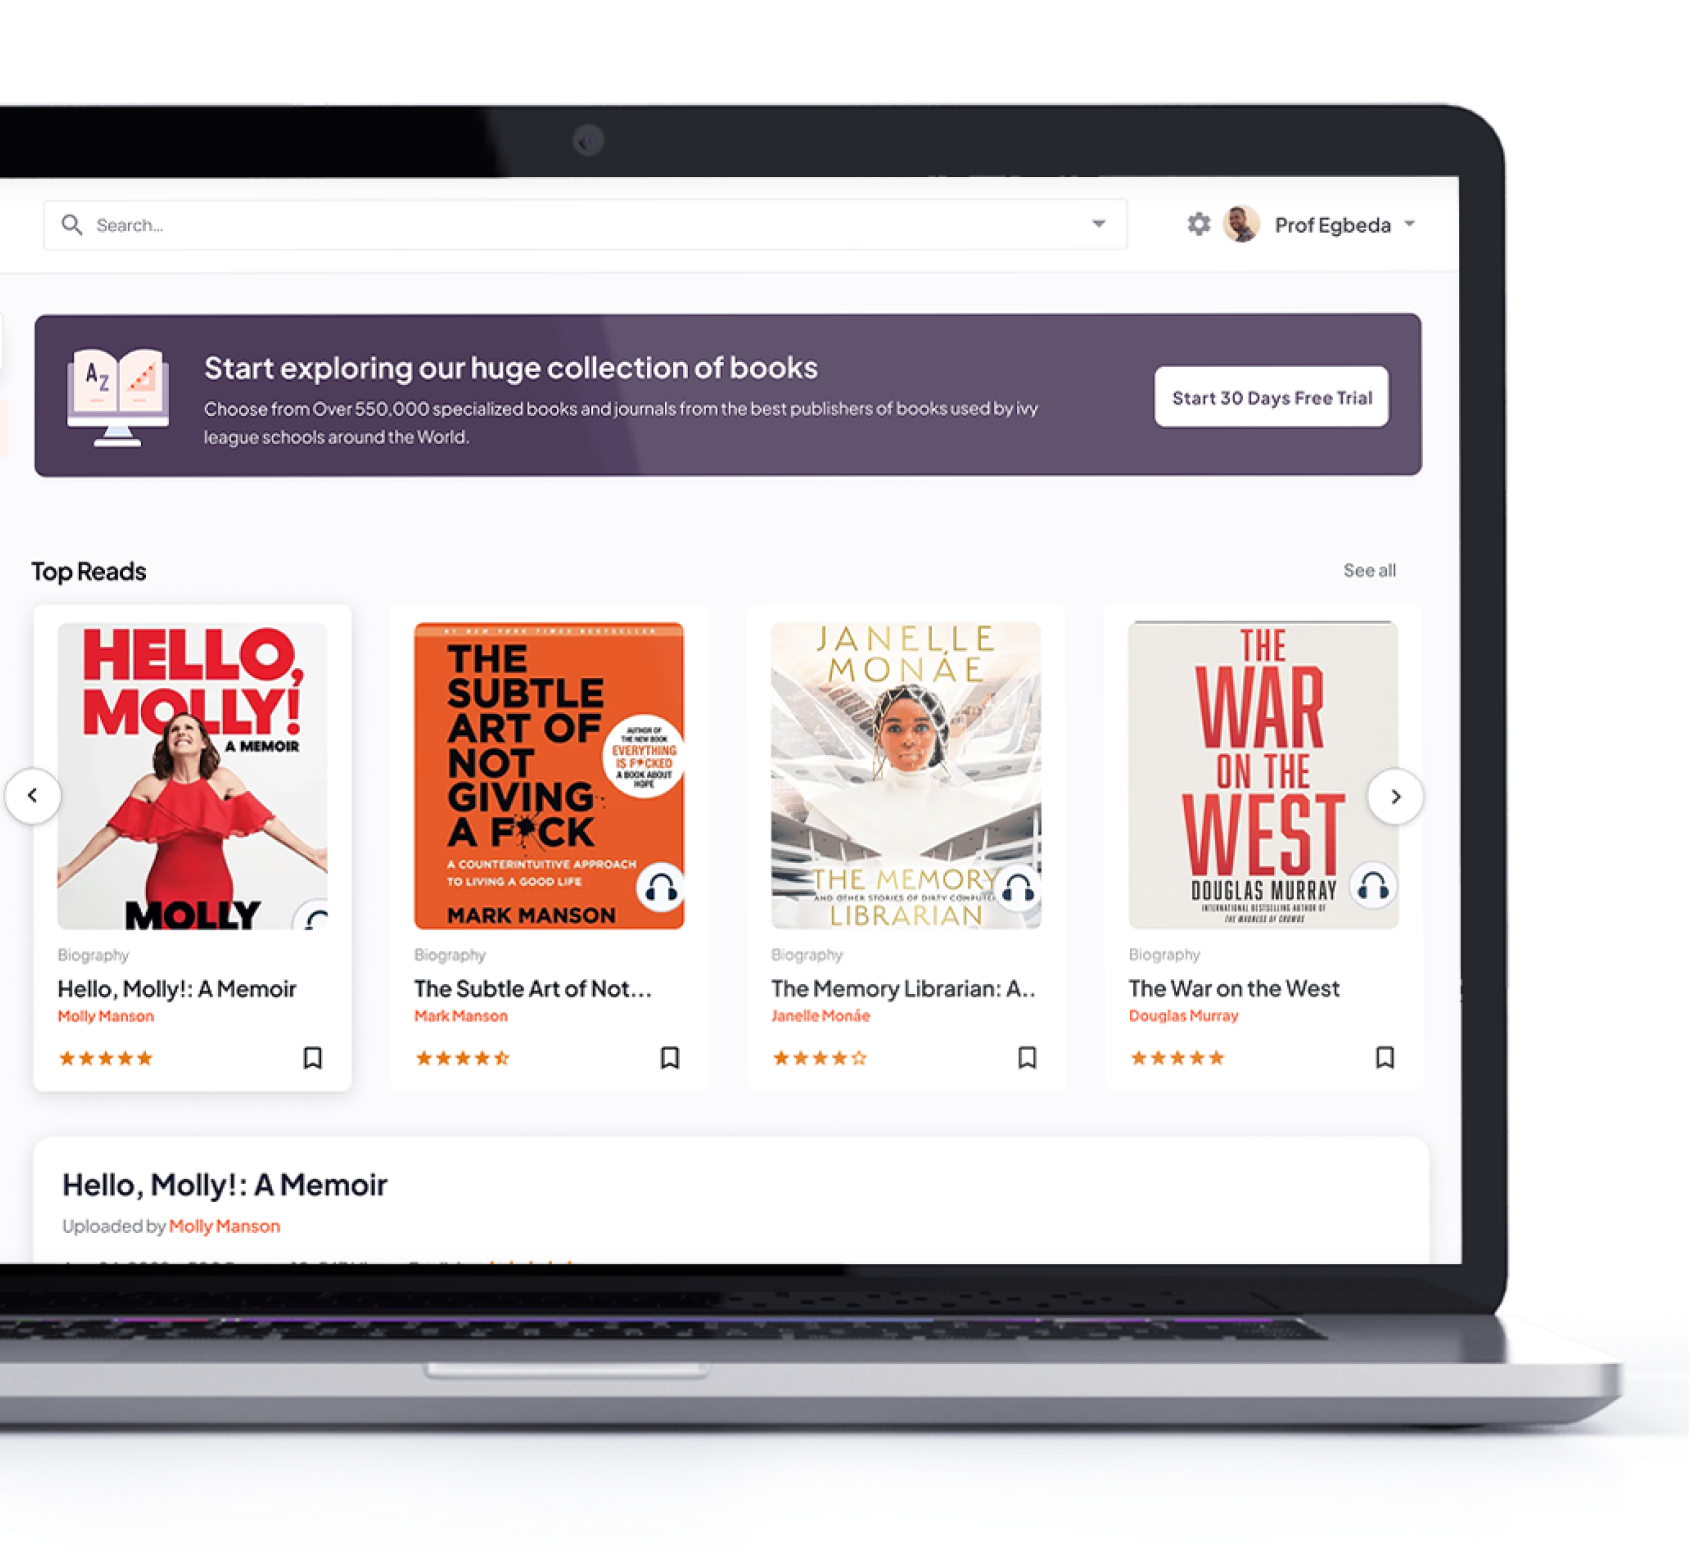 Search...
Prof Egbeda
A
Z
Start exploring our huge collection of books
Choose from Over 550,000 specialized books and journals from the best publishers of books used by ivy
league schools around the World.
Start 30 Days Free Trial
Top Reads
See all
HELLO,
MOLLY!
A MEMOIR
MOLLY
#1 NEW YORK TIMES BESTSELLER
THE
SUBTLE
ART OF
NOT
GIVING
A F*CK
AUTHOR OF
THE NEW BOOK
EVERYTHING
IS F*CKED
A BOOK ABOUT
HOPE
A COUNTERINTUITIVE APPROACH
TO LIVING A GOOD LIFE
MARK MANSON
JANELLE
MONÁE
THE MEMORY
AND OTHER STORIES OF DIRTY
LIBRARIAN
THE
WAR
ON THE
WEST
DOUGLAS MURRAY
INTERNATIONAL BESTSELLING AUTHOR OF
THE MADNESS OF CROWDS
Biography
Hello, Molly!: A Memoir
Molly Manson
Biography
The Subtle Art of Not...
Mark Manson
Biography
The Memory Librarian: A..
Janelle Monáe
Biography
The War on the West
Douglas Murray
Hello, Molly!: A Memoir
Uploaded by Molly Manson